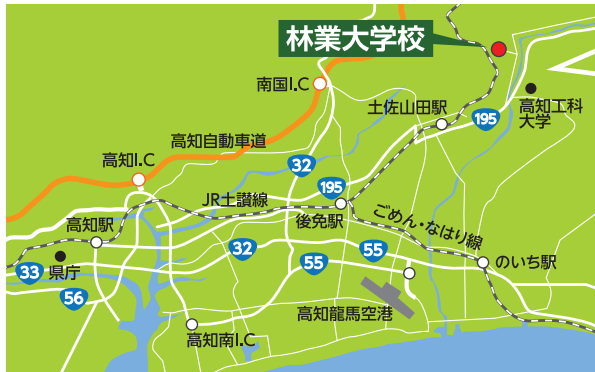 林業大学校
南国I.C
土佐山田駅
高知工科
大学
195
高知自動車道
32
高知I.C
195
JR土讃線
後免駅
ごめん・なはり線
高知駅
32
55
55
のいち駅
33
県庁
56
高知龍馬空港
高知南I.C